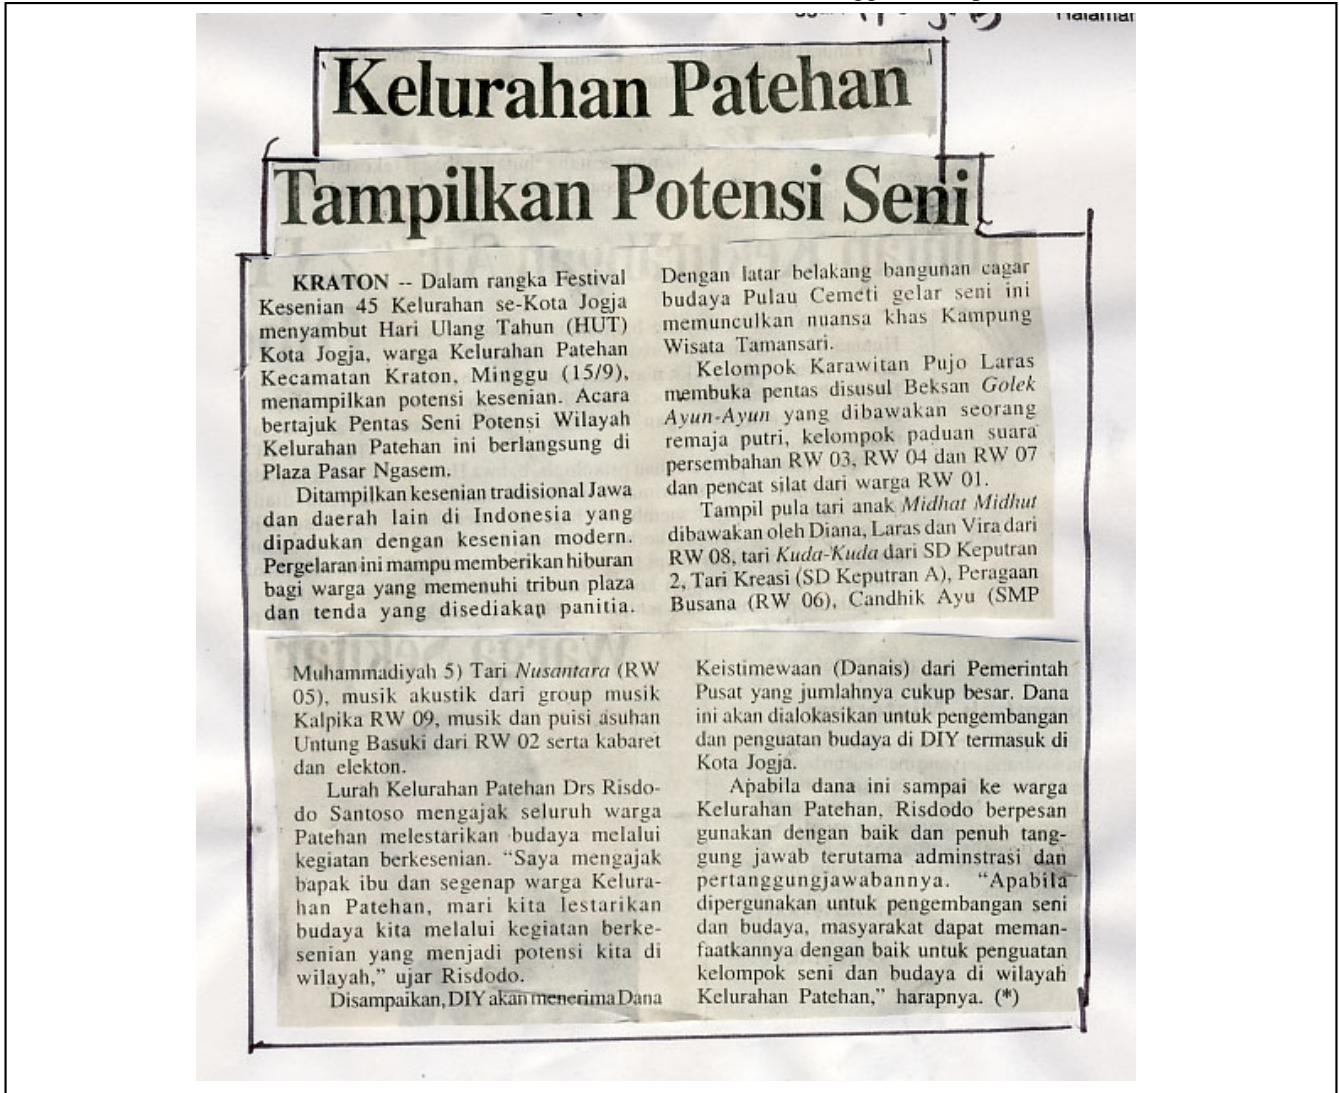 Kelurahan Patehan
Tampilkan Potensi Seni
KRATON -- Dalam rangka Festival
Kesenian 45 Kelurahan se-Kota Jogja
menyambut Hari Ulang Tahun (HUT)
Kota Jogja, warga Kelurahan Patehan
Kecamatan Kraton, Minggu (15/9),
menampilkan potensi kesenian. Acara
bertajuk Pentas Seni Potensi Wilayah
Kelurahan Patehan ini berlangsung di
Plaza Pasar Ngasem.
Ditampilkan kesenian tradisional Jawa
dan daerah lain di Indonesia yang
dipadukan dengan kesenian modern.
Pergelaran ini mampu memberikan hiburan
bagi warga yang memenuhi tribun plaza
dan tenda yang disediakan panitia.
Dengan latar belakang bangunan cagar
budaya Pulau Cemeti gelar seni ini
memunculkan nuansa khas Kampung
Wisata Tamansari.
Kelompok Karawitan Pujo Laras
membuka pentas disusul Beksan Golek
Ayun-Ayun yang dibawakan seorang
remaja putri, kelompok paduan suara
persembahan RW 03, RW 04 dan RW 07
dan pencat silat dari warga RW 01.
Tampil pula tari anak Midhat Midhut
dibawakan oleh Diana, Laras dan Vira dari
RW 08, tari Kuda-Kuda dari SD Keputran
2, Tari Kreasi (SD Keputran A), Peragaan
Busana (RW 06), Candhik Ayu (SMP
Muhammadiyah 5) Tari Nusantara (RW
05), musik akustik dari group musik
Kalpika RW 09, musik dan puisi asuhan
Untung Basuki dari RW 02 serta kabaret
dan elekton.
Lurah Kelurahan Patehan Drs Risdo-
do Santoso mengajak seluruh warga
Patehan melestarikan budaya melalui
kegiatan berkesenian. “Saya mengajak
bapak ibu dan segenap warga Kelura-
han Patehan, mari kita lestarikan
budaya kita melalui kegiatan berke-
senian yang menjadi potensi kita di
wilayah,” ujar Risdodo.
Disampaikan, DIY akan menerima Dana
Keistimewaan (Danais) dari Pemerintah
Pusat yang jumlahnya cukup besar. Dana
ini akan dialokasikan untuk pengembangan
dan penguatan budaya di DIY termasuk di
Kota Jogja.
Apabila dana ini sampai ke warga
Kelurahan Patehan, Risdodo berpesan
gunakan dengan baik dan penuh tang-
gung jawab terutama adminstrasi dan
pertanggungjawabannya. “Apabila
dipergunakan untuk pengembangan seni
dan budaya, masyarakat dapat meman-
faatkannya dengan baik untuk penguatan
kelompok seni dan budaya di wilayah
Kelurahan Patehan,” harapnya. (*)